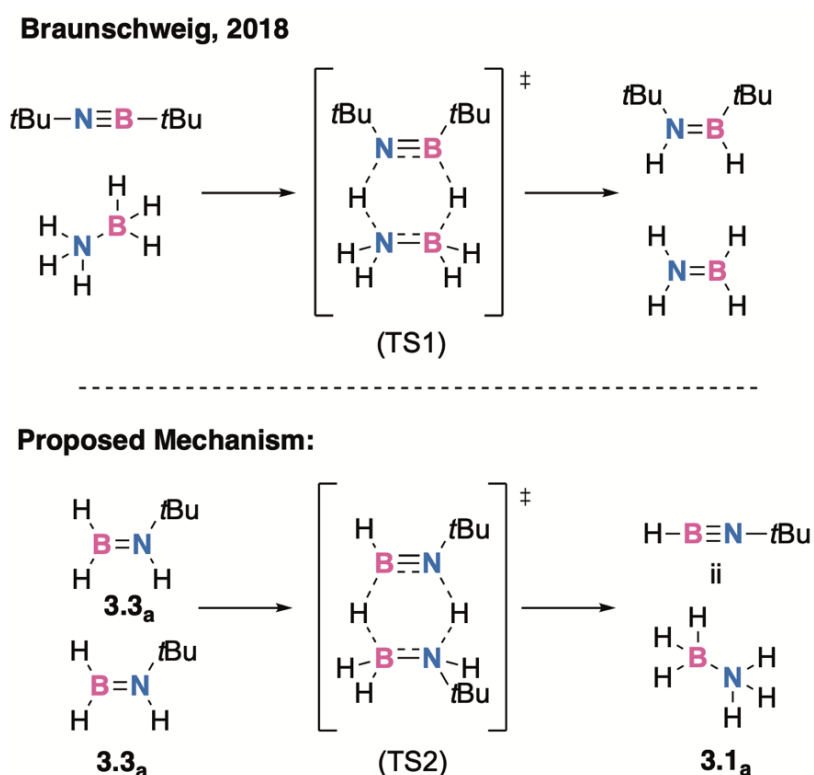 Braunschweig, 2018
tBu N≡B tBu
H
H H
B
N H
H
H
‡
tBu tBu
N B
H H
N B
H H
H H
(TS1)
tBu tBu
N=B
H H
H H
N=B
H H
Proposed Mechanism:
H tBu
B=N
H H
3.3a
H tBu
B=N
H H
3.3a
‡
H tBu
B N
H H
B N
H H
H tBu
(TS2)
H B≡N tBu
ii
H
H
B H
H N
H
H
3.1a